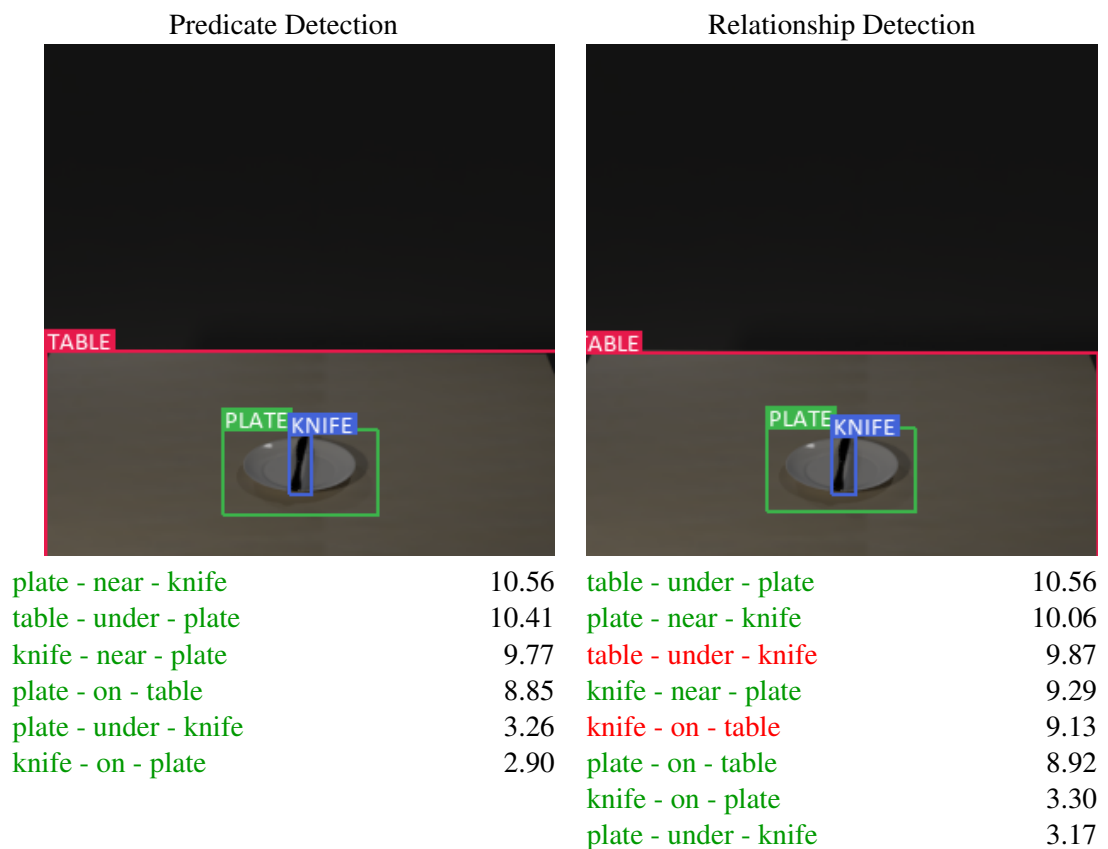 Predicate Detection
TABLE
PLATE
KNIFE
plate - near - knife 10.56
table - under - plate 10.41
knife - near - plate 9.77
plate - on - table 8.85
plate - under - knife 3.26
knife - on - plate 2.90
Relationship Detection
TABLE
PLATE
KNIFE
table - under - plate 10.56
plate - near - knife 10.06
table - under - knife 9.87
knife - near - plate 9.29
knife - on - table 9.13
plate - on - table 8.92
knife - on - plate 3.30
plate - under - knife 3.17